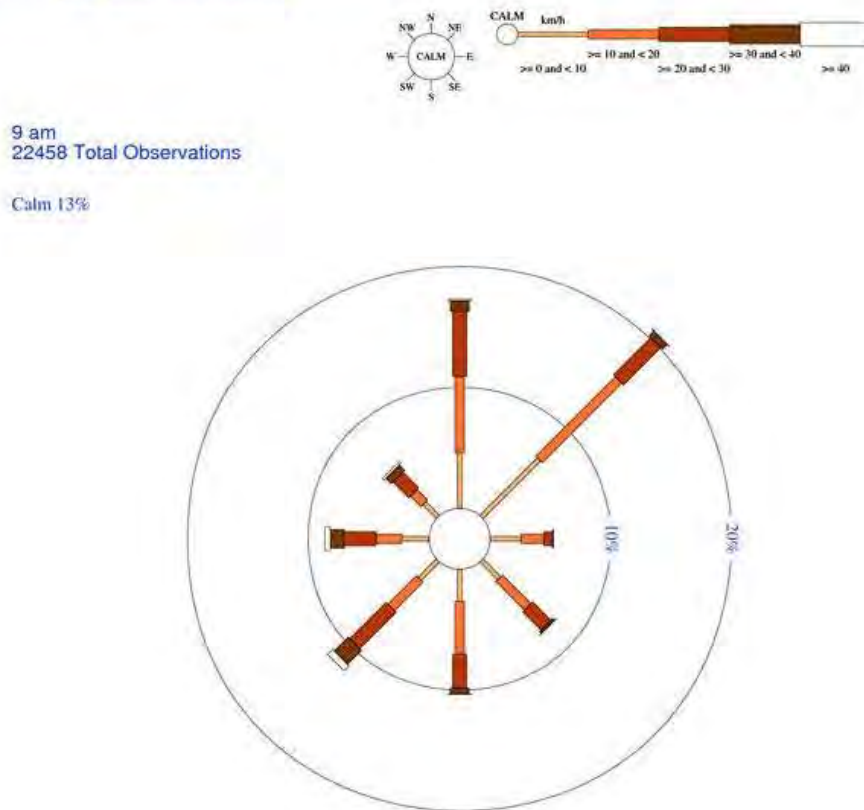 N
NW NE
W CALM E
SW SE
S
CALM km/h
>= 10 and < 20 >= 30 and < 40
>= 0 and < 10 >= 20 and < 30 >= 40
9 am
22458 Total Observations
Calm 13%
10% 20%